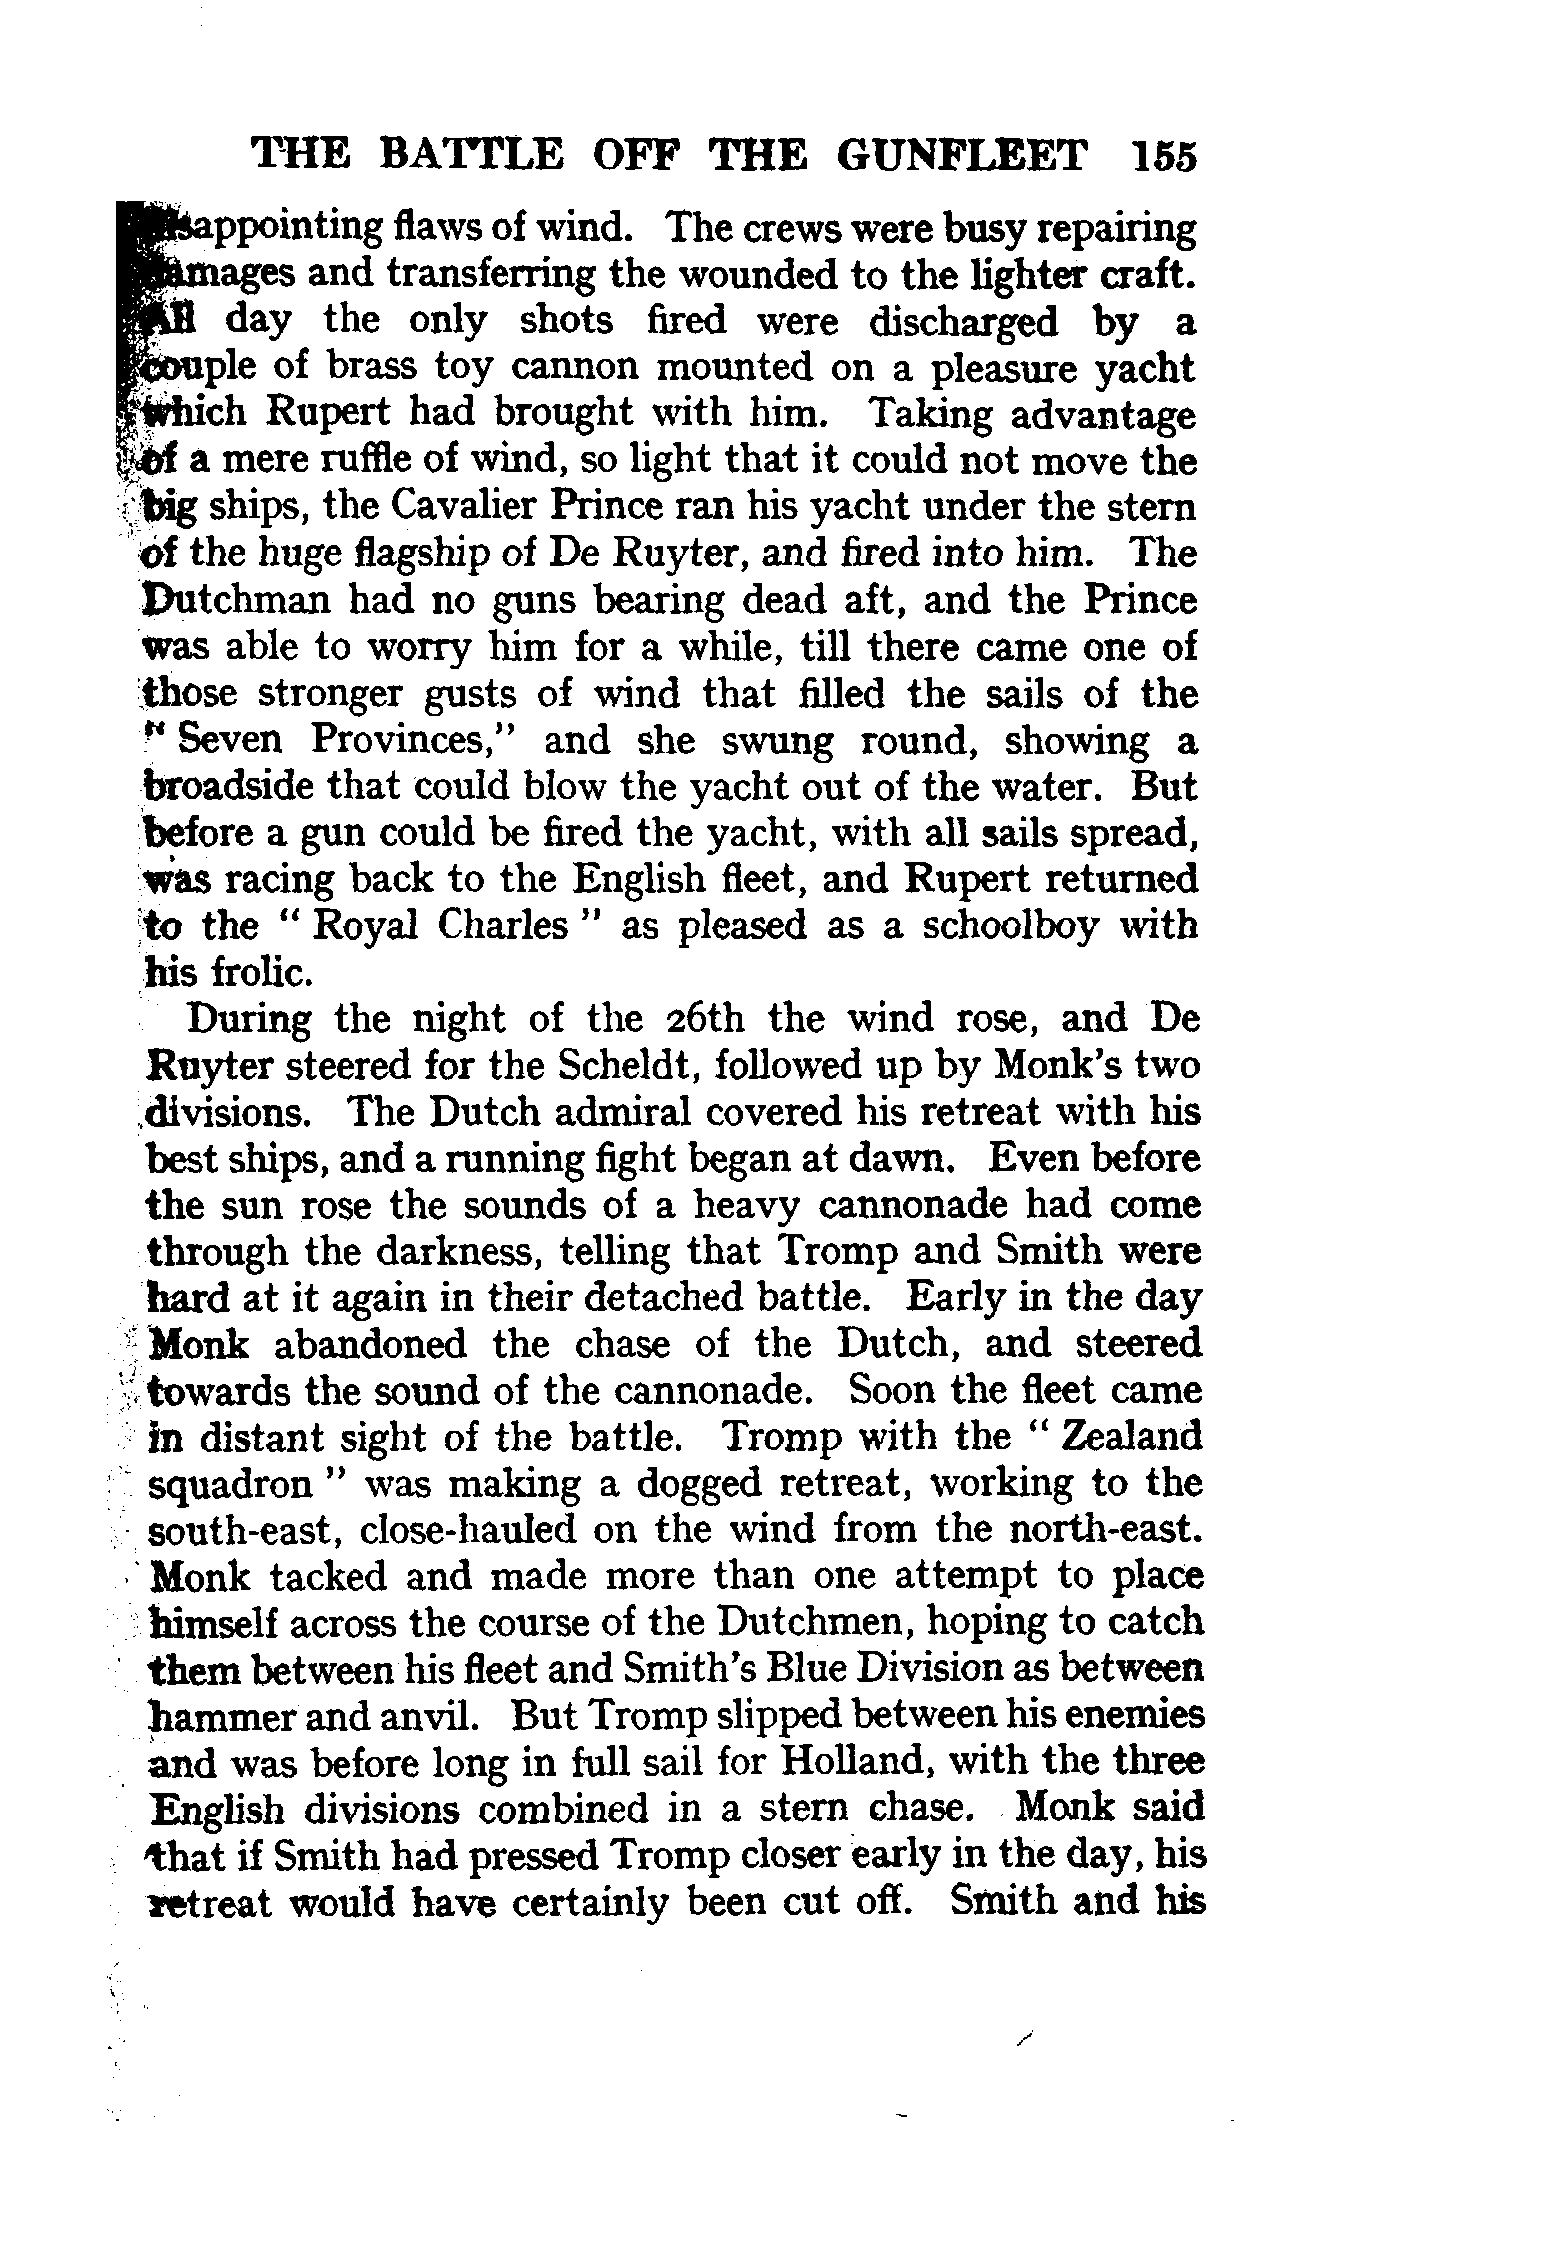 THE BATTLE OFF THE GUNFLEET 155
disappointing flaws of wind. The crews were busy repairing
damages and transferring the wounded to the lighter craft.
All day the only shots fired were discharged by a
couple of brass toy cannon mounted on a pleasure yacht
which Rupert had brought with him. Taking advantage
of a mere ruffle of wind, so light that it could not move the
big ships, the Cavalier Prince ran his yacht under the stern
of the huge flagship of De Ruyter, and fired into him. The
Dutchman had no guns bearing dead aft, and the Prince
was able to worry him for a while, till there came one of
those stronger gusts of wind that filled the sails of the
" Seven Provinces," and she swung round, showing a
broadside that could blow the yacht out of the water. But
before a gun could be fired the yacht, with all sails spread,
was racing back to the English fleet, and Rupert returned
to the " Royal Charles " as pleased as a schoolboy with
his frolic.
During the night of the 26th the wind rose, and De
Ruyter steered for the Scheldt, followed up by Monk's two
divisions. The Dutch admiral covered his retreat with his
best ships, and a running fight began at dawn. Even before
the sun rose the sounds of a heavy cannonade had come
through the darkness, telling that Tromp and Smith were
hard at it again in their detached battle. Early in the day
Monk abandoned the chase of the Dutch, and steered
towards the sound of the cannonade. Soon the fleet came
in distant sight of the battle. Tromp with the " Zealand
squadron " was making a dogged retreat, working to the
south-east, close-hauled on the wind from the north-east.
Monk tacked and made more than one attempt to place
himself across the course of the Dutchmen, hoping to catch
them between his fleet and Smith's Blue Division as between
hammer and anvil. But Tromp slipped between his enemies
and was before long in full sail for Holland, with the three
English divisions combined in a stern chase. Monk said
that if Smith had pressed Tromp closer early in the day, his
retreat would have certainly been cut off. Smith and his